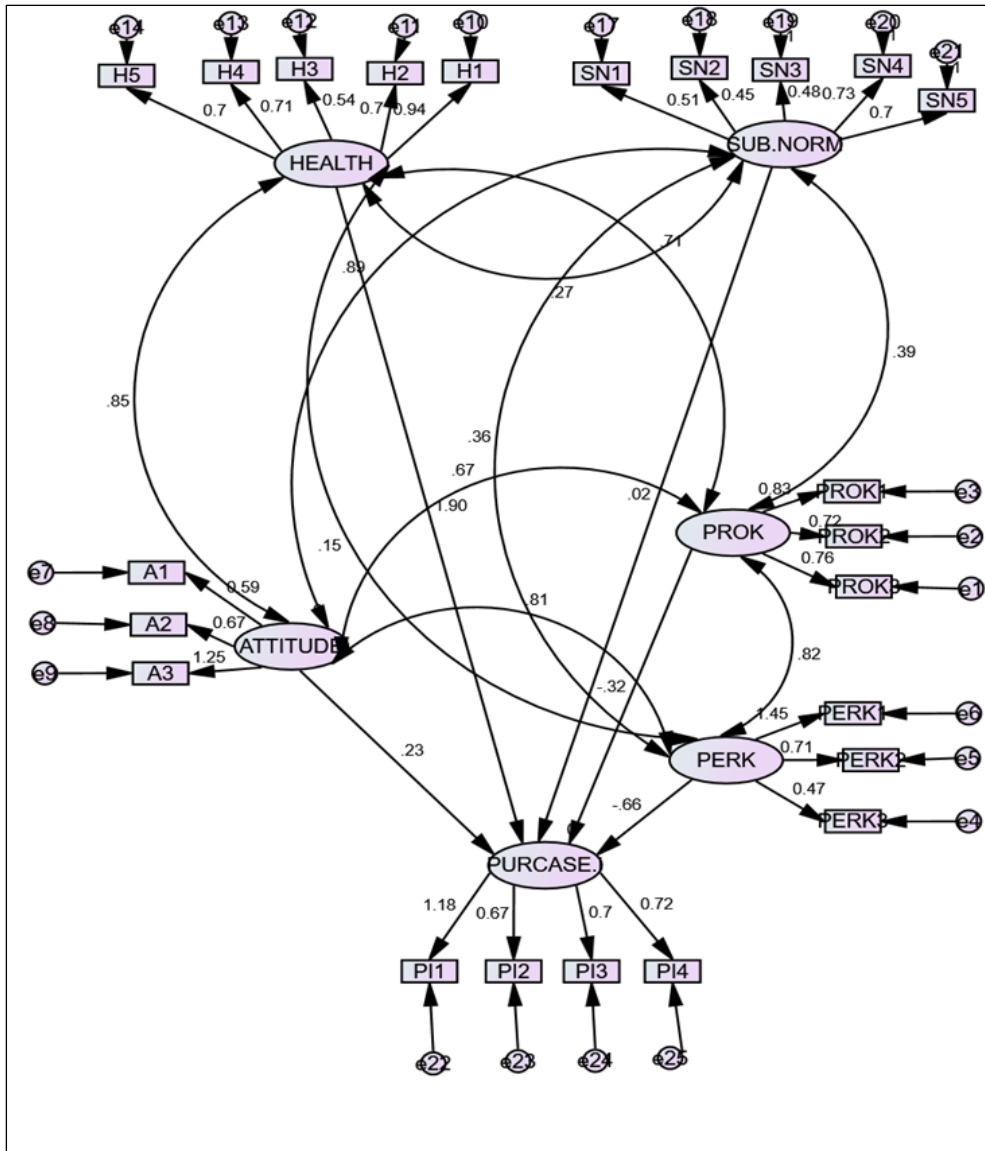 e14 e13 e12 e11 e10 e17 e18 e19 e20 e21
1 1 1
H5 H4 H3 H2 H1 SN1 SN2 SN3 SN4 SN5
0.7 0.71 0.54 0.94 0.51 0.45 0.48 0.73 0.7
HEALTH SUB.NORM
.89 .27 .71
.39
.85
.36
.67 1.90 .02
.15
PROK
0.83 0.72 0.76
PROK2
e3
e2
e1
e7 A1 0.59
e8 A2 0.67
e9 A3 1.25
ATTITUDE
.81
.82
-.32
.23
-.66
PERK
1.45 PERK1 e6
0.71 PERK2 e5
0.47 PERK3 e4
PURCASE.
1.18 0.67 0.7 0.72
PI1 PI2 PI3 PI4
e22 e23 e24 e25